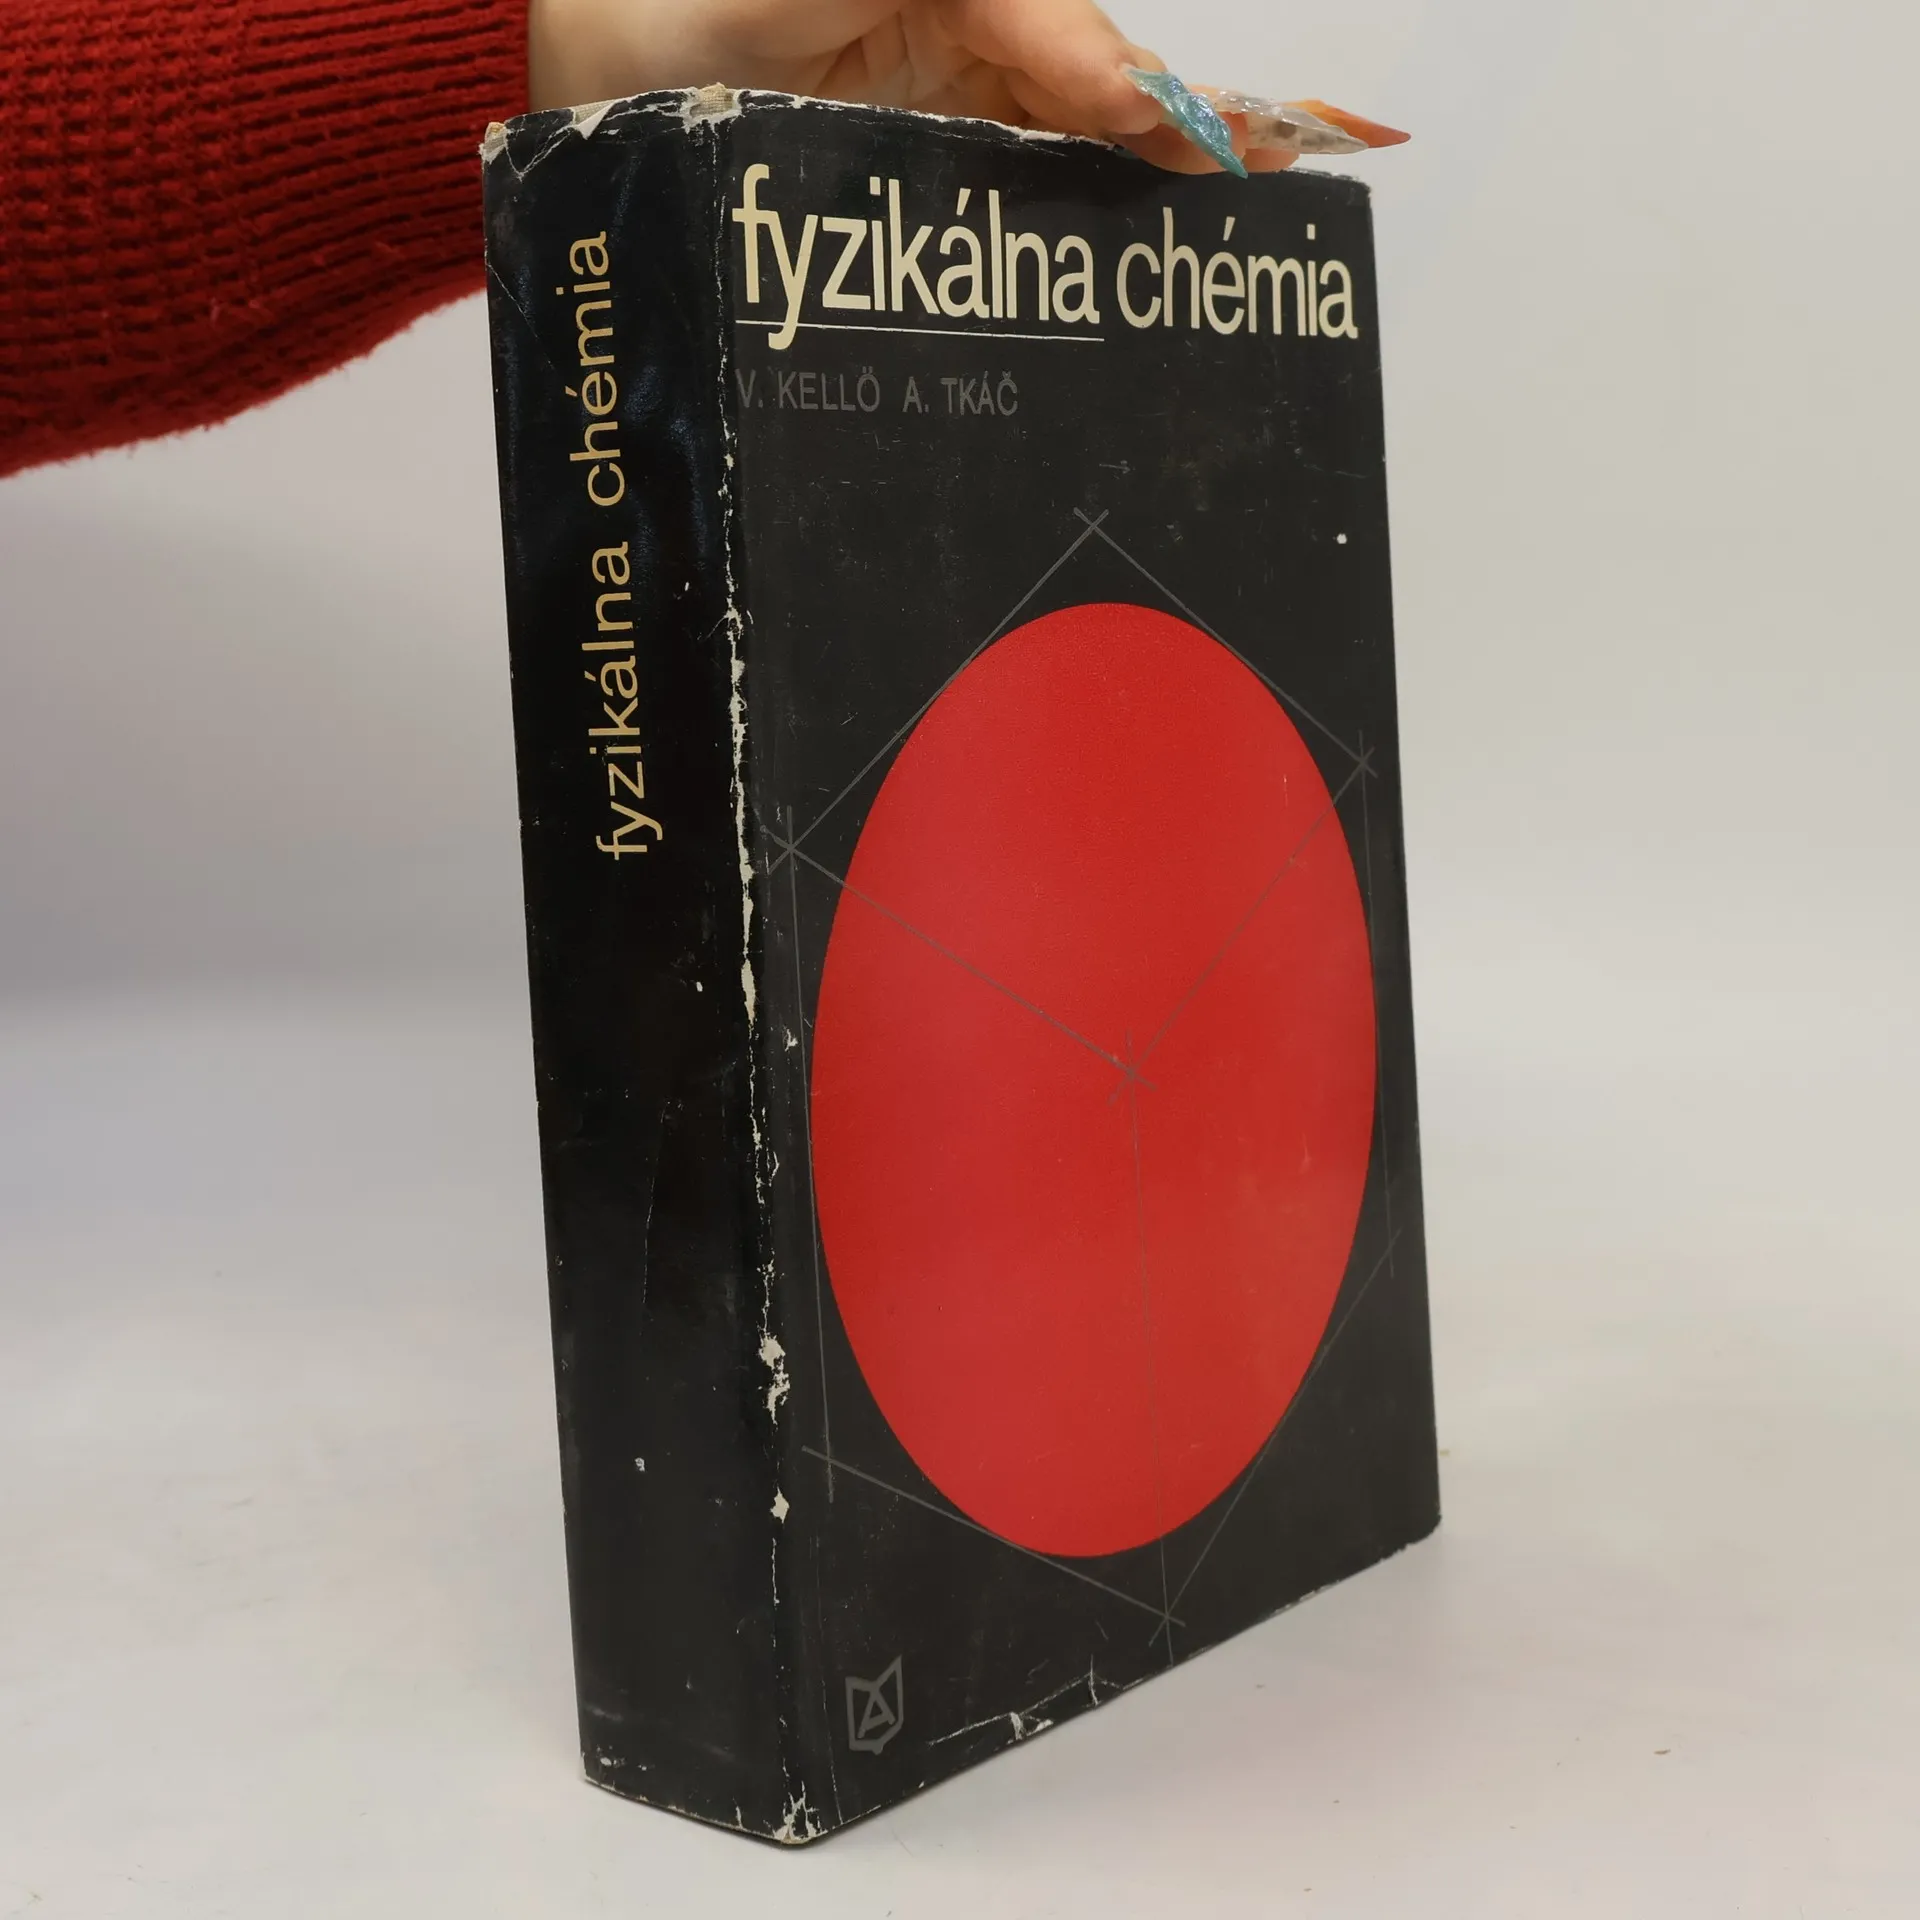 fyzikálna chémia
fyzikálna chémia
V. KELLÖ A. TKÁČ